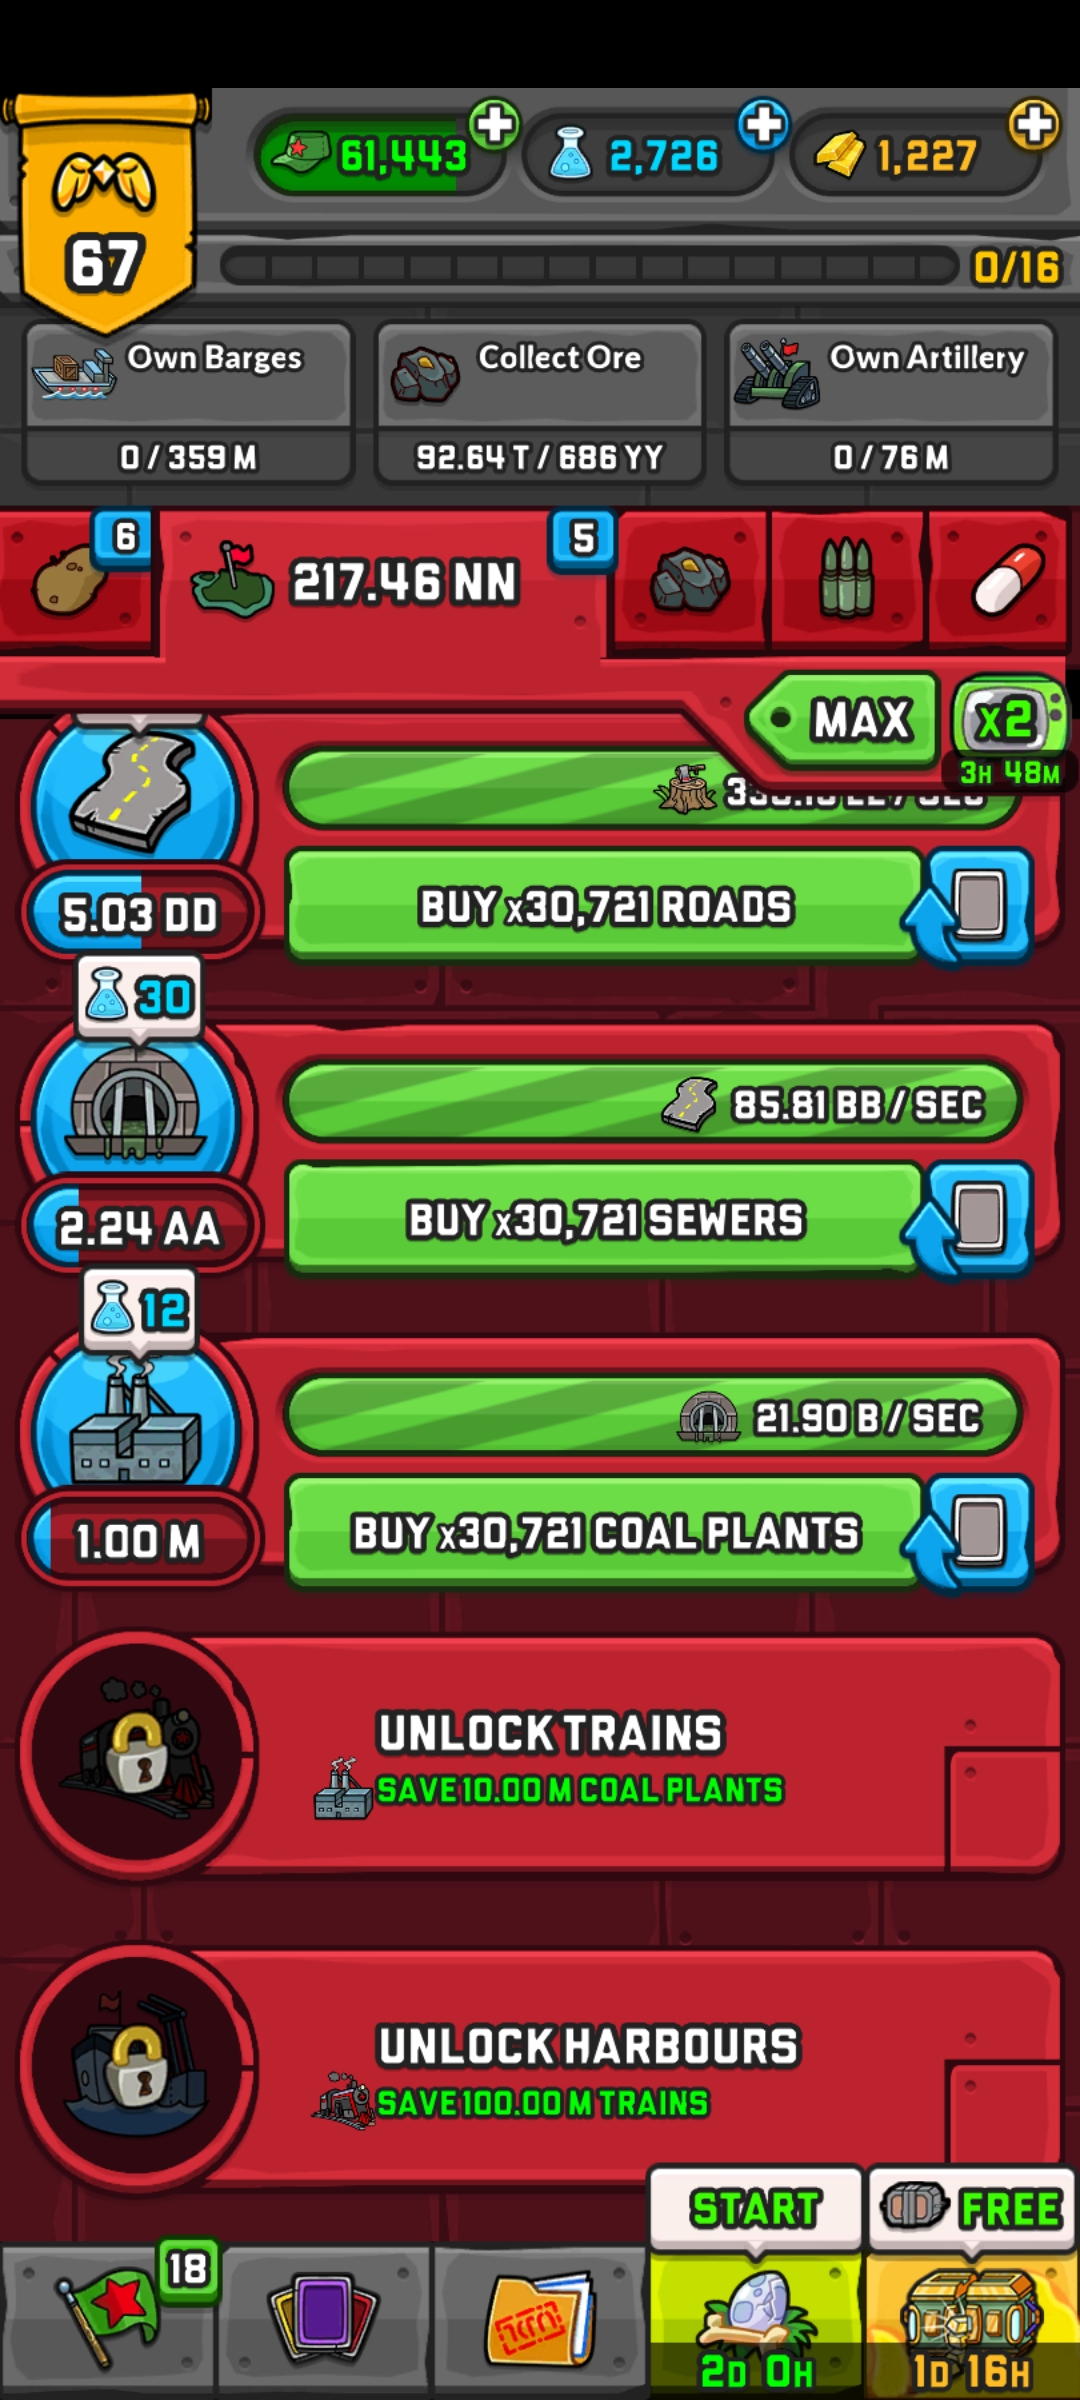 61,443
2,726
1,227
67
0/16
Own Barges
0 / 359 M
Collect Ore
92.64 T / 686 YY
Own Artillery
0 / 76 M
6
217.46 NN
5
MAX
x2
3H 48M
5.03 DD
BUY x30,721 ROADS
30
85.81 BB / SEC
2.24 AA
BUY x30,721 SEWERS
12
21.90 B / SEC
1.00 M
BUY x30,721 COAL PLANTS
UNLOCK TRAINS
SAVE 10.00 M COAL PLANTS
UNLOCK HARBOURS
SAVE 100.00 M TRAINS
START
FREE
18
2D 0H
1D 16H